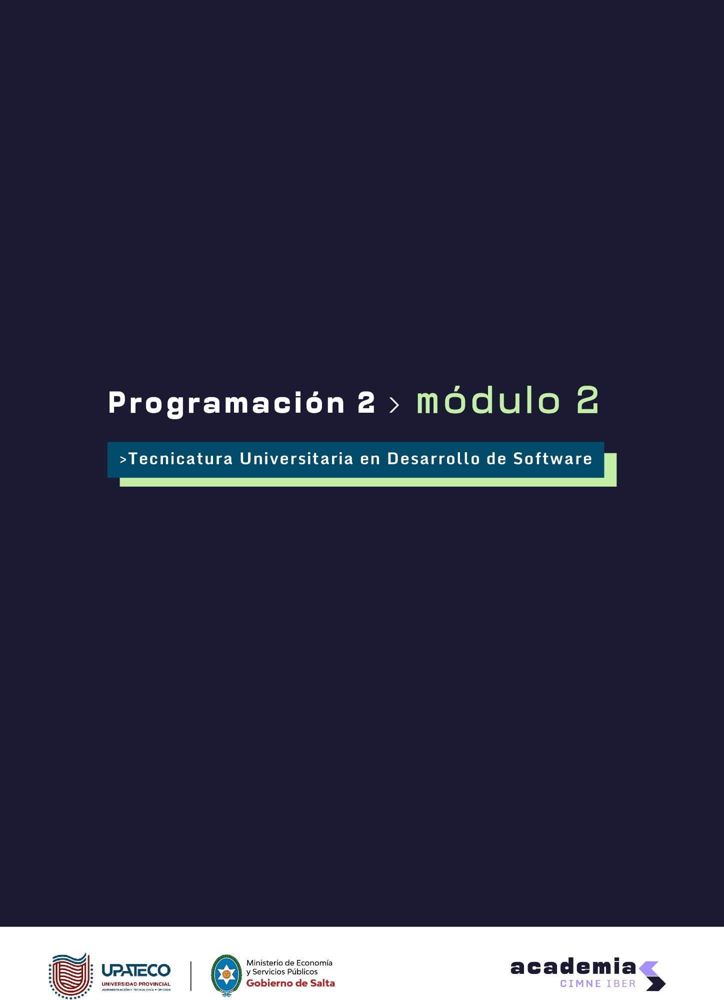 Programación 2 > módulo 2
>Tecnicatura Universitaria en Desarrollo de Software
UPATECO
UNIVERSIDAD PROVINCIAL
ADMINISTRACIÓN • TECNOLOGÍA • OFICIOS
Ministerio de Economía
y Servicios Públicos
Gobierno de Salta
academia
CIMNE IBER